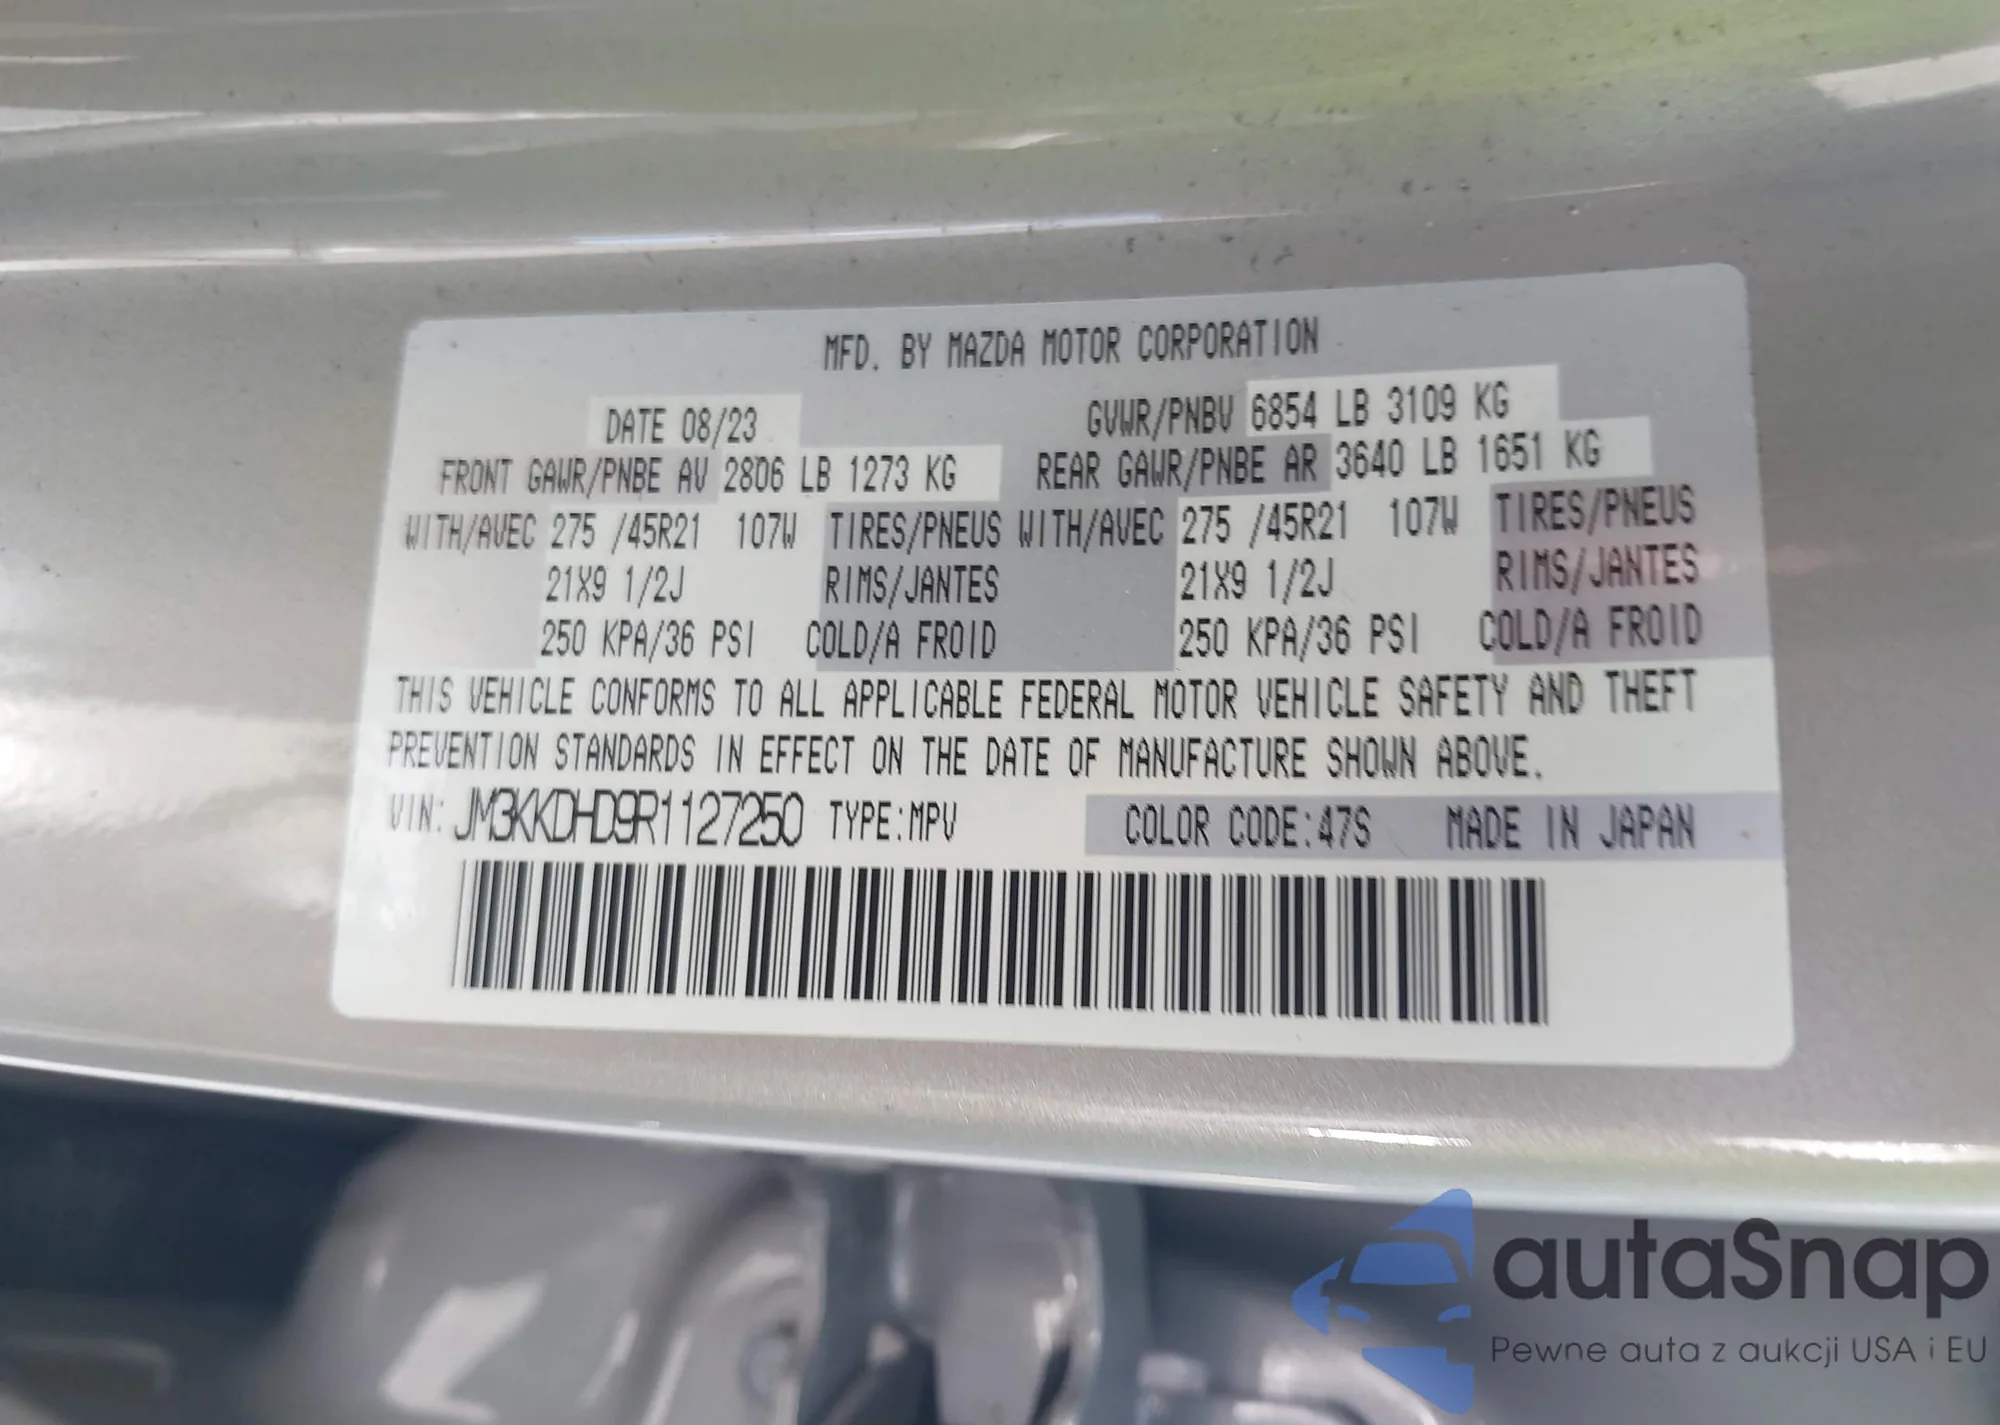 MFD. BY MAZDA MOTOR CORPORATION
DATE 08/23 GVWR/PNBV 6854 LB 3109 KG
FRONT GAWR/PNBE AV 2806 LB 1273 KG REAR GAWR/PNBE AR 3640 LB 1651 KG
WITH/AVEC 275 /45R21 107W TIRES/PNEUS WITH/AVEC 275 /45R21 107W TIRES/PNEUS
21X9 1/2J RIMS/JANTES 21X9 1/2J RIMS/JANTES
250 KPA/36 PSI COLD/A FROID 250 KPA/36 PSI COLD/A FROID
THIS VEHICLE CONFORMS TO ALL APPLICABLE FEDERAL MOTOR VEHICLE SAFETY AND THEFT
PREVENTION STANDARDS IN EFFECT ON THE DATE OF MANUFACTURE SHOWN ABOVE.
VIN: JM3KKDHD9R1127250 TYPE:MPV COLOR CODE:47S MADE IN JAPAN
autaSnap
Pewne auta z aukcji USA i EU